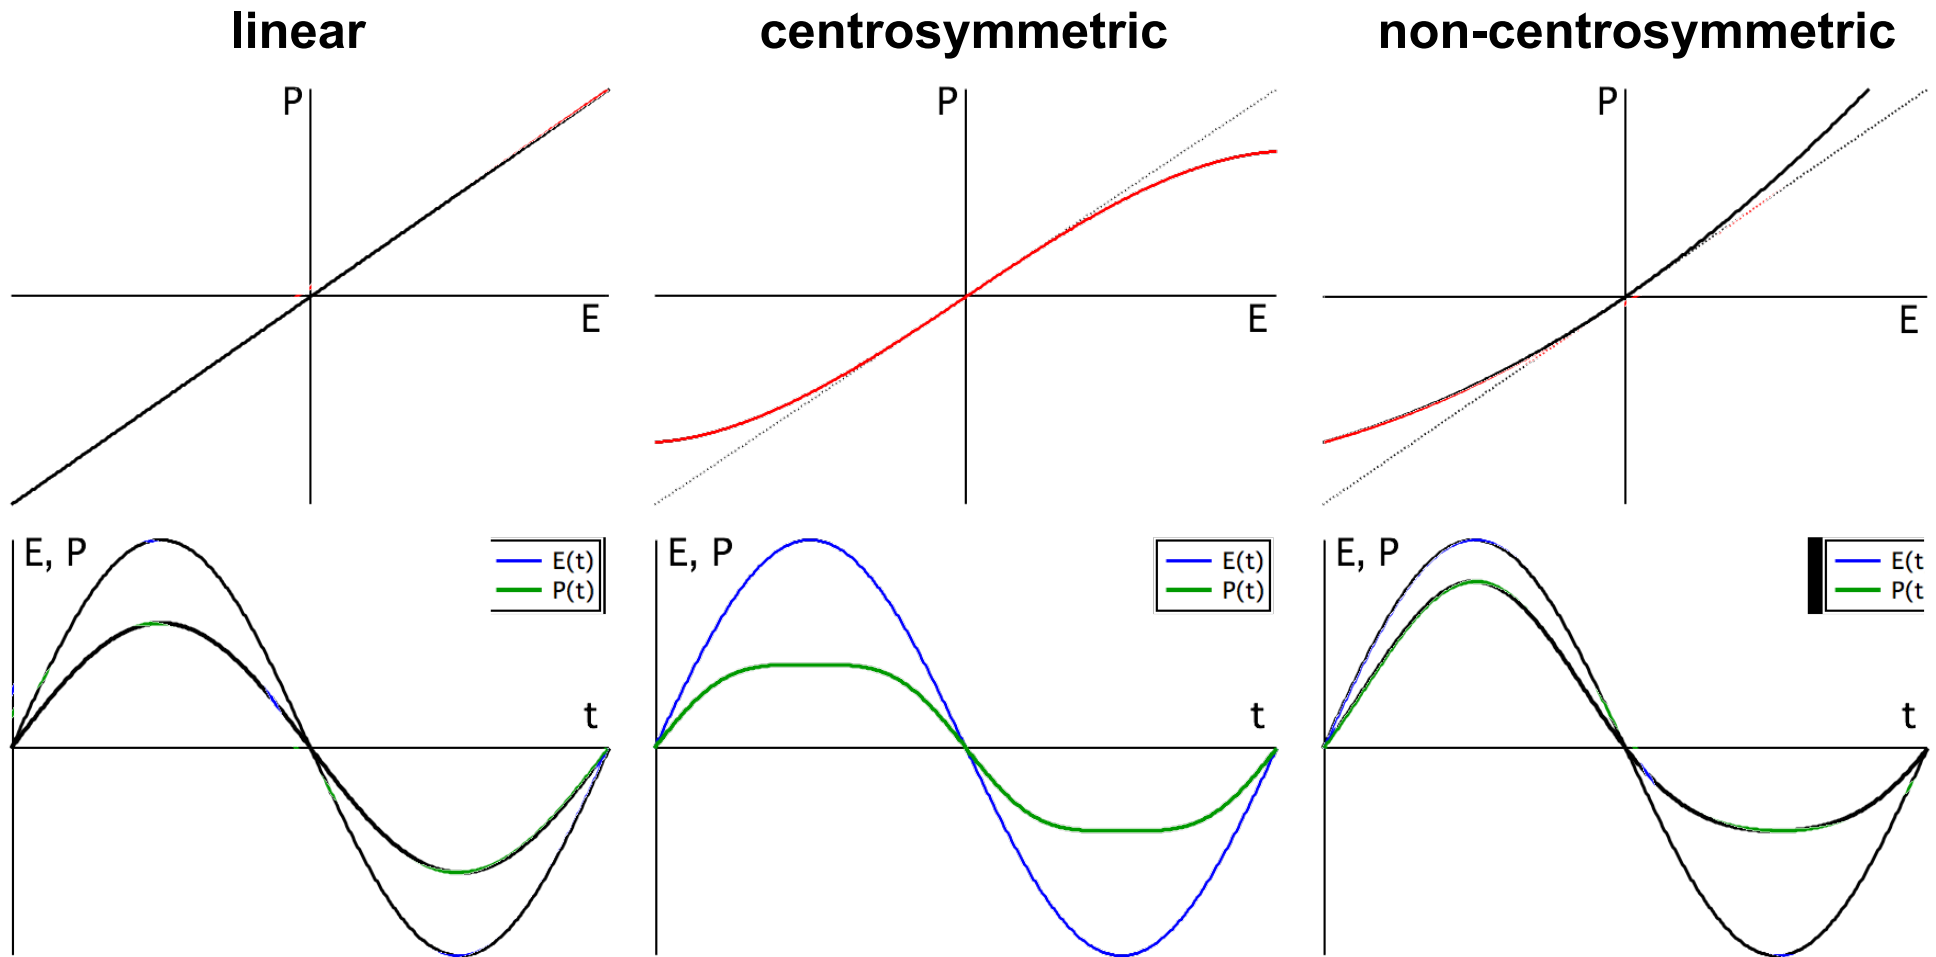 linear
centrosymmetric
non-centrosymmetric
P
E
P
E
P
E
E, P
E(t)
P(t)
t
E, P
E(t)
P(t)
t
E, P
E(t
P(t
t